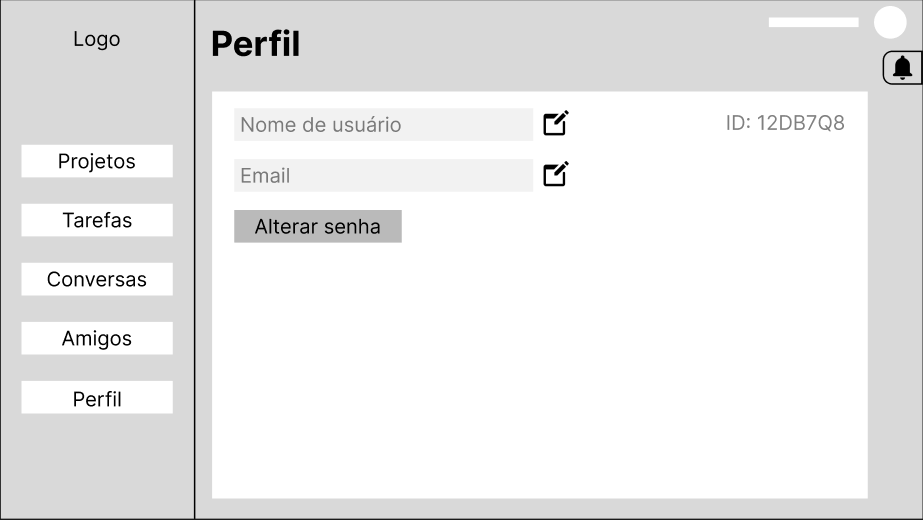 Logo
Projetos
Tarefas
Conversas
Amigos
Perfil
Perfil
Nome de usuário
ID: 12DB7Q8
Email
Alterar senha